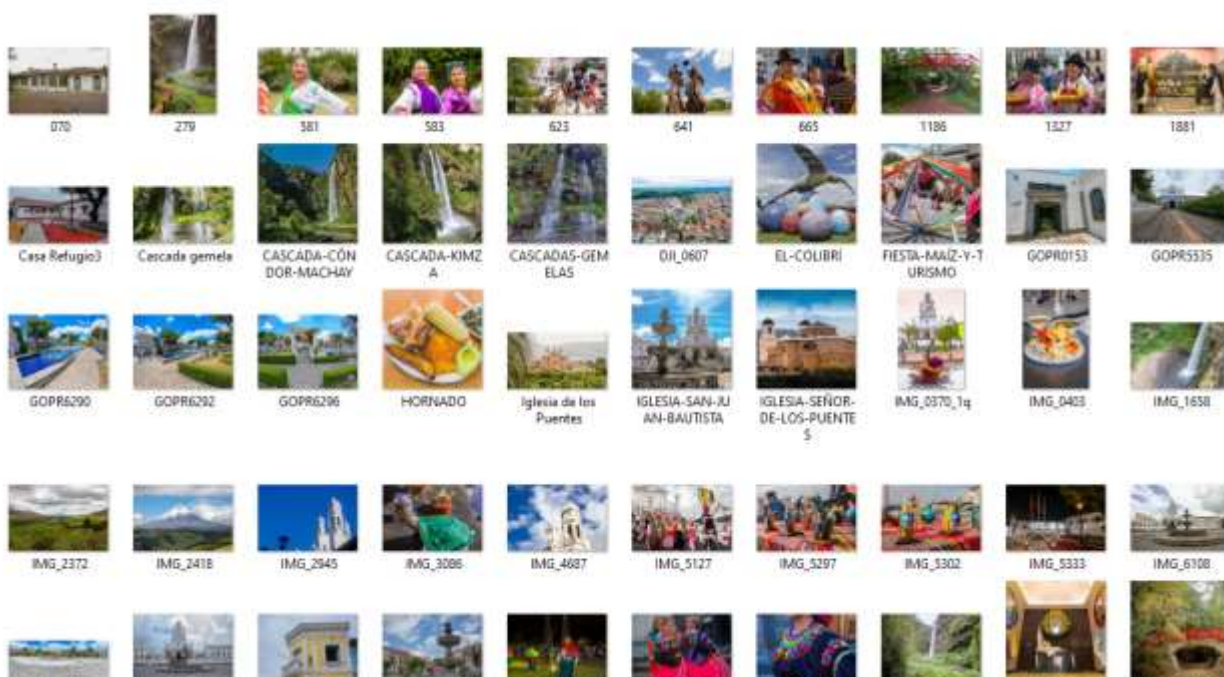 070
279
581
583
623
641
665
1186
1327
1881
Casa Refugio3
Cascada gemela
CASCADA-CÓN
DOR-MACHAY
CASCADA-KIMZ
A
CASCADAS-GEM
ELAS
DJI_0607
EL-COLIBRÍ
FIESTA-MAÍZ-Y-T
URISMO
GOPR0153
GOPR5535
GOPR6290
GOPR6292
GOPR6296
HORNADO
Iglesia de los
Puentes
IGLESIA-SAN-JU
AN-BAUTISTA
IGLESIA-SEÑOR-
DE-LOS-PUENTE
S
IMG_0370_1q
IMG_0403
IMG_1658
IMG_2372
IMG_2418
IMG_2945
IMG_3086
IMG_4687
IMG_5127
IMG_5297
IMG_5302
IMG_5333
IMG_6108